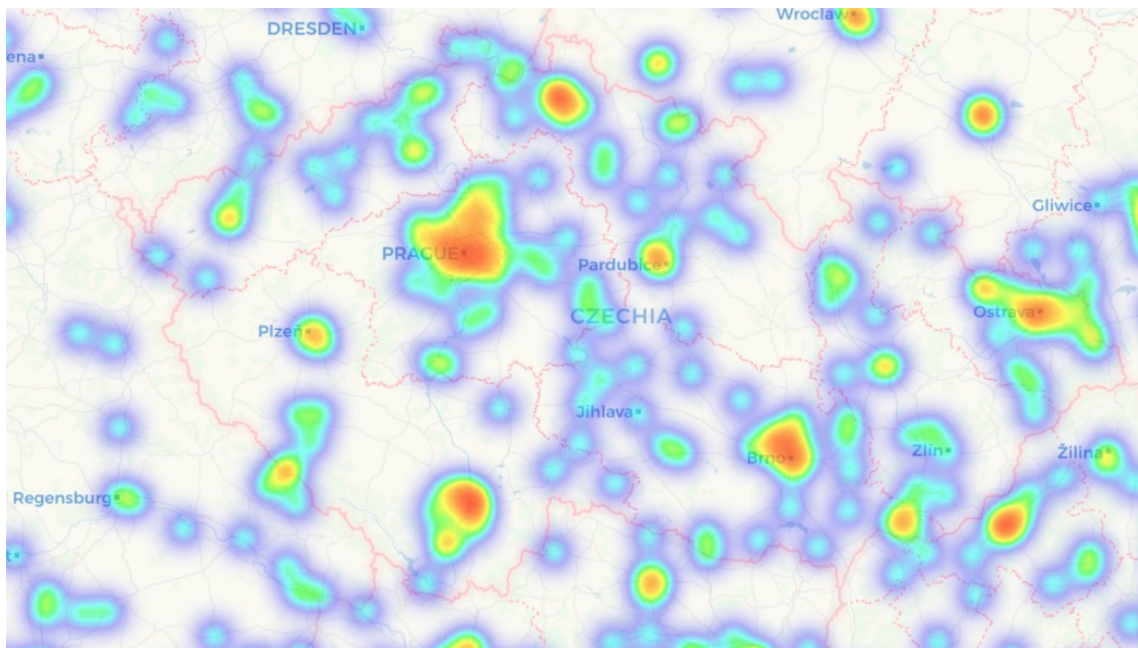 Wroclaw
DRESDEN
ena
Gliwice
PRAGUE
Pardubice
Ostrava
CZECHIA
Plzeň
Jihlava
Brno
Zlín
Žilina
Regensburg
t